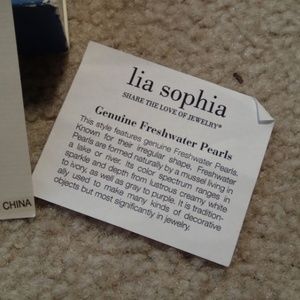 lia sophia
SHARE THE LOVE OF JEWELRY®
Genuine Freshwater Pearls
This style features genuine Freshwater Pearls.
Known for their irregular shape, Freshwater
Pearls are formed naturally by a mussel living in
a lake or river. Its color spectrum ranges in
sparkle and depth from lustrous creamy white
to ivory, as well as gray to purple. It is tradition-
ally used to make many kinds of decorative
objects but most significantly in jewelry.
CHINA